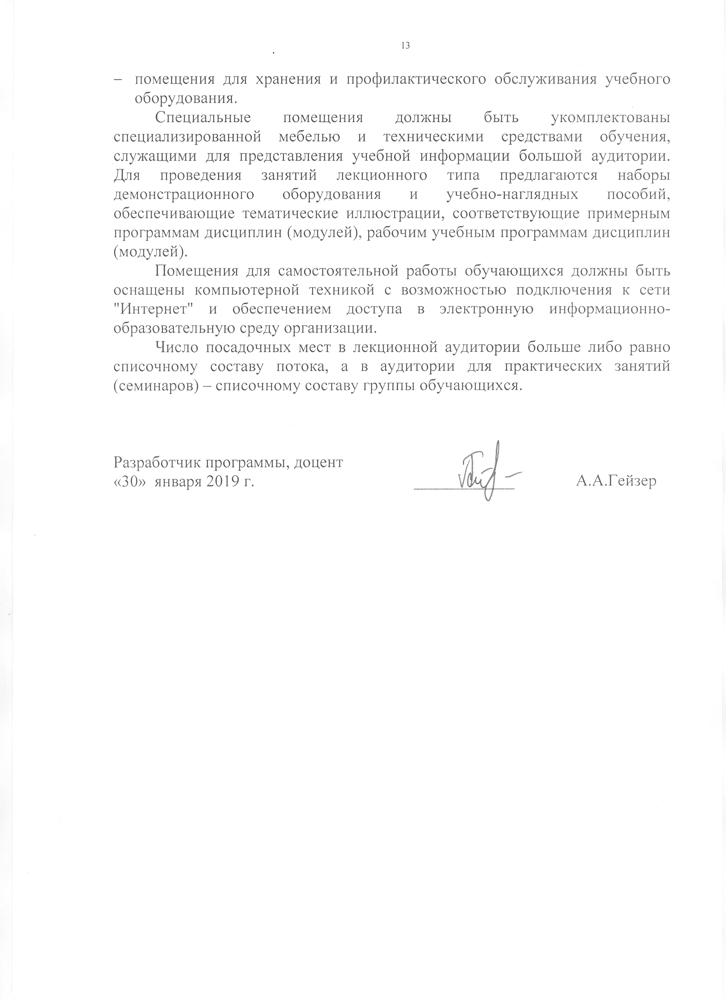 13
– помещения для хранения и профилактического обслуживания учебного
оборудования.
Специальные помещения должны быть укомплектованы
специализированной мебелью и техническими средствами обучения,
служащими для представления учебной информации большой аудитории.
Для проведения занятий лекционного типа предлагаются наборы
демонстрационного оборудования и учебно-наглядных пособий,
обеспечивающие тематические иллюстрации, соответствующие примерным
программам дисциплин (модулей), рабочим учебным программам дисциплин
(модулей).
Помещения для самостоятельной работы обучающихся должны быть
оснащены компьютерной техникой с возможностью подключения к сети
"Интернет" и обеспечением доступа в электронную информационно-
образовательную среду организации.
Число посадочных мест в лекционной аудитории больше либо равно
списочному составу потока, а в аудитории для практических занятий
(семинаров) – списочному составу группы обучающихся.
Разработчик программы, доцент
«30» января 2019 г. А.А.Гейзер